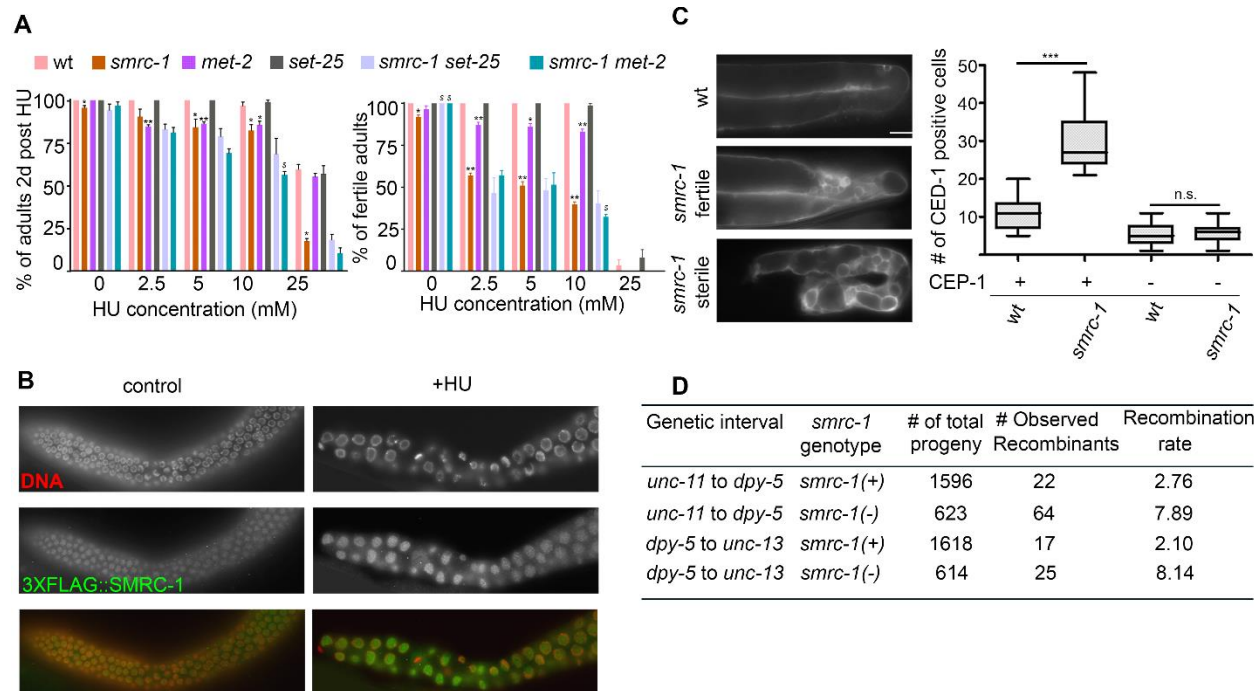 A
wt smrc-1 met-2 set-25 smrc-1 set-25 smrc-1 met-2
% of adults 2d post HU
100
75
50
25
0
* ** * ** * * $ *
0 2.5 5 10 25
HU concentration (mM)
% of fertile adults
100
75
50
25
0
* $ $ ** ** ** * ** ** $
0 2.5 5 10 25
HU concentration (mM)
B
control +HU
DNA
3XFLAG::SMRC-1
C
wt
smrc-1
fertile
smrc-1
sterile
# of CED-1 positive cells
50
40
30
20
10
***
n.s.
CEP-1 + + - -
wt smrc-1 wt smrc-1
D
Genetic interval smrc-1 genotype # of total progeny # Observed Recombinants Recombination rate
unc-11 to dpy-5 smrc-1(+) 1596 22 2.76
unc-11 to dpy-5 smrc-1(-) 623 64 7.89
dpy-5 to unc-13 smrc-1(+) 1618 17 2.10
dpy-5 to unc-13 smrc-1(-) 614 25 8.14